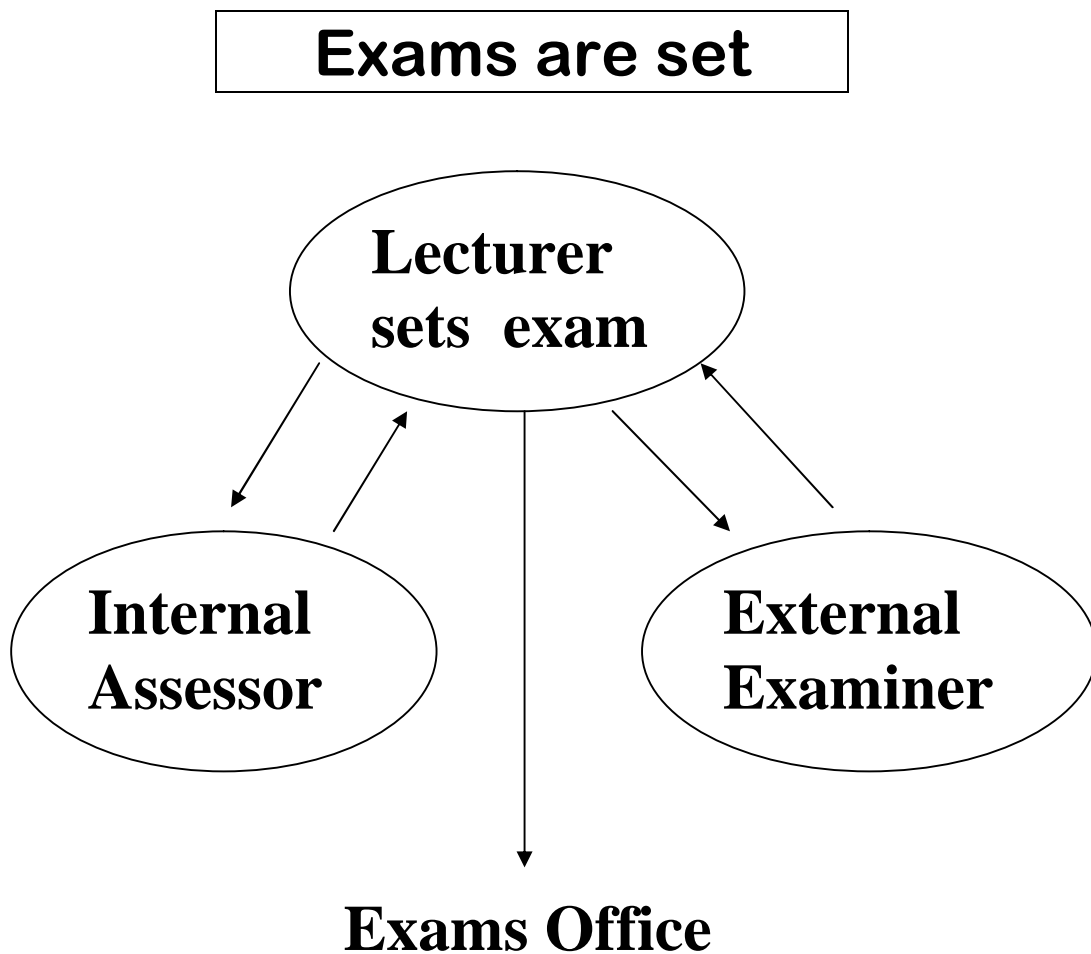 Exams are set
Lecturer
sets exam
Internal
Assessor
External
Examiner
Exams Office